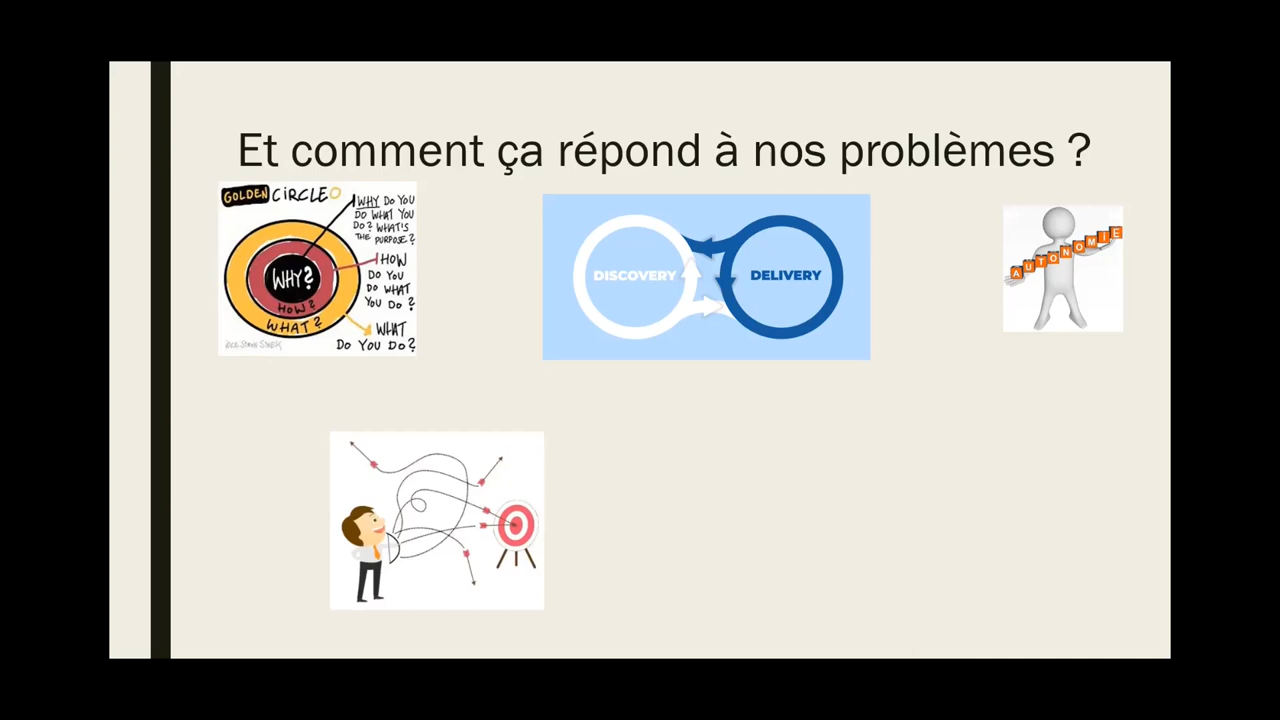 Et comment ça répond à nos problèmes ?
GOLDEN CIRCLE
WHY DO YOU
DO WHAT YOU
DO? WHAT'S
THE PURPOSE?
HOW
DO YOU
DO WHAT
YOU DO?
WHAT
DO YOU DO?
WHY?
HOW?
WHAT?
DISCOVERY
DELIVERY
AUTONOMIE